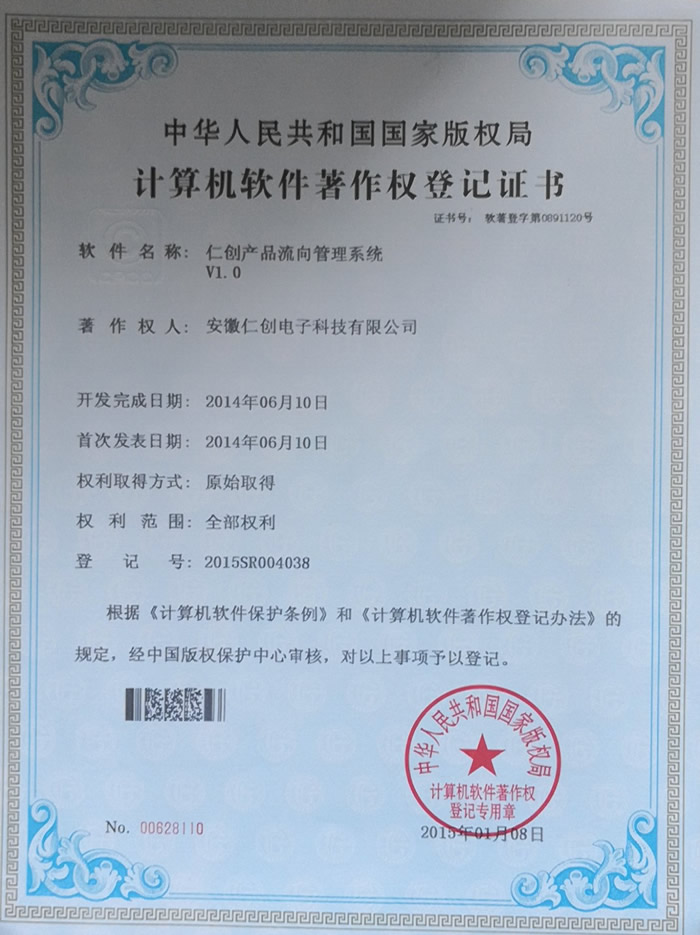 中华人民共和国国家版权局
计算机软件著作权登记证书
证书号： 软著登字第0891120号
软件名称： 仁创产品流向管理系统
V1.0
著作权人： 安徽仁创电子科技有限公司
开发完成日期： 2014年06月10日
首次发表日期： 2014年06月10日
权利取得方式： 原始取得
权利范围： 全部权利
登记号： 2015SR004038
根据《计算机软件保护条例》和《计算机软件著作权登记办法》的
规定，经中国版权保护中心审核，对以上事项予以登记。
中华人民共和国国家版权局
计算机软件著作权
登记专用章
No. 00628110
2015年01月08日